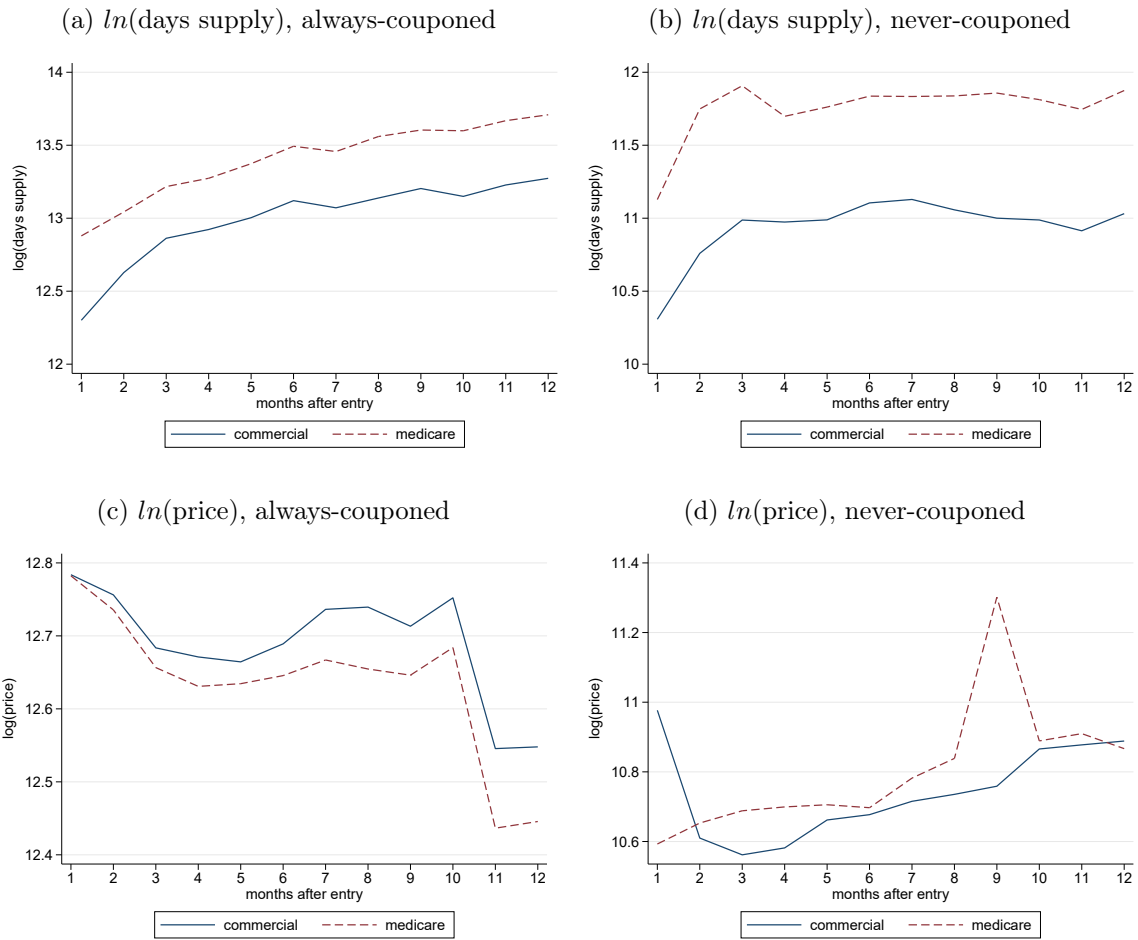 (a) ln(days supply), always-couponed
14
13.5
13
12.5
12
log(days supply)
1 2 3 4 5 6 7 8 9 10 11 12
months after entry
commercial medicare
(b) ln(days supply), never-couponed
12
11.5
11
10.5
10
log(days supply)
1 2 3 4 5 6 7 8 9 10 11 12
months after entry
commercial medicare
(c) ln(price), always-couponed
12.8
12.7
12.6
12.5
12.4
log(price)
1 2 3 4 5 6 7 8 9 10 11 12
months after entry
commercial medicare
(d) ln(price), never-couponed
11.4
11.2
11
10.8
10.6
log(price)
1 2 3 4 5 6 7 8 9 10 11 12
months after entry
commercial medicare